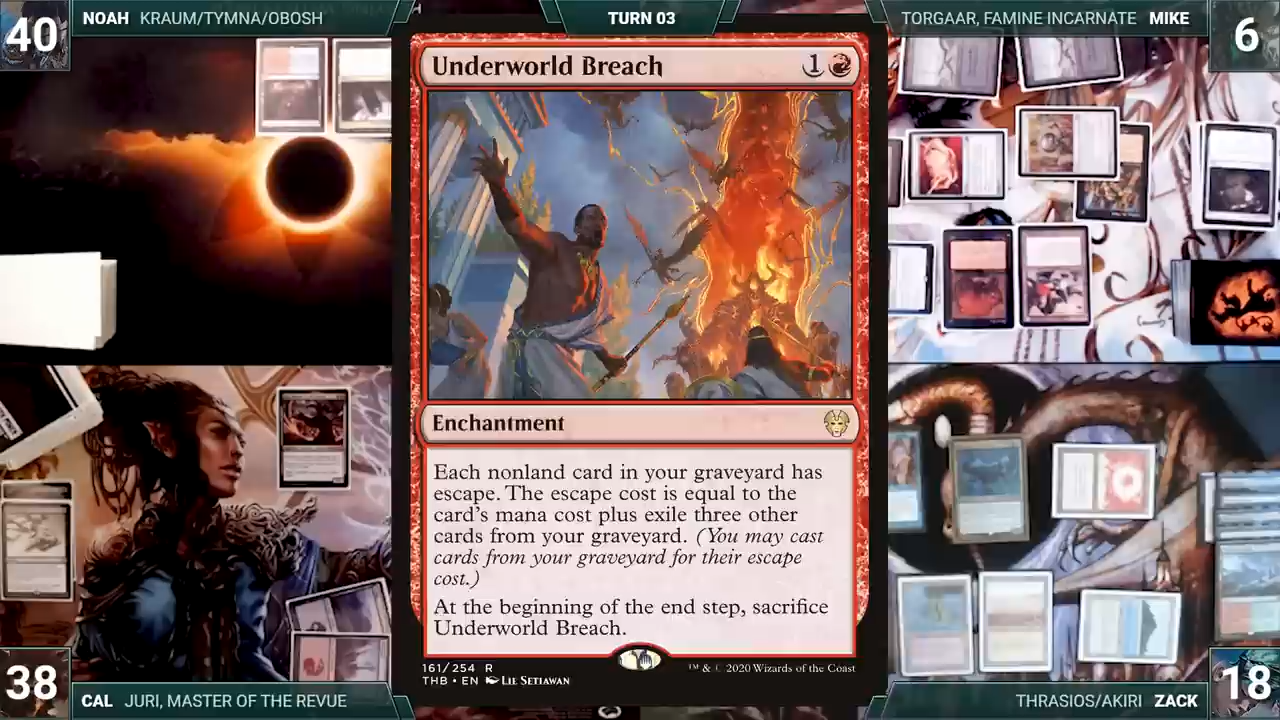 40
NOAH KRAUM/TYMNA/OBOSH
TURN 03
TORGAAR, FAMINE INCARNATE MIKE
6
Underworld Breach 1
Enchantment
Each nonland card in your graveyard has
escape. The escape cost is equal to the
card's mana cost plus exile three other
cards from your graveyard. (You may cast
cards from your graveyard for their escape
cost.)
At the beginning of the end step, sacrifice
Underworld Breach.
161/254 R
THB • EN LIE SETIAWAN
™ & © 2020 Wizards of the Coast
38
CAL JURI, MASTER OF THE REVUE
THRASIOS/AKIRI ZACK
18